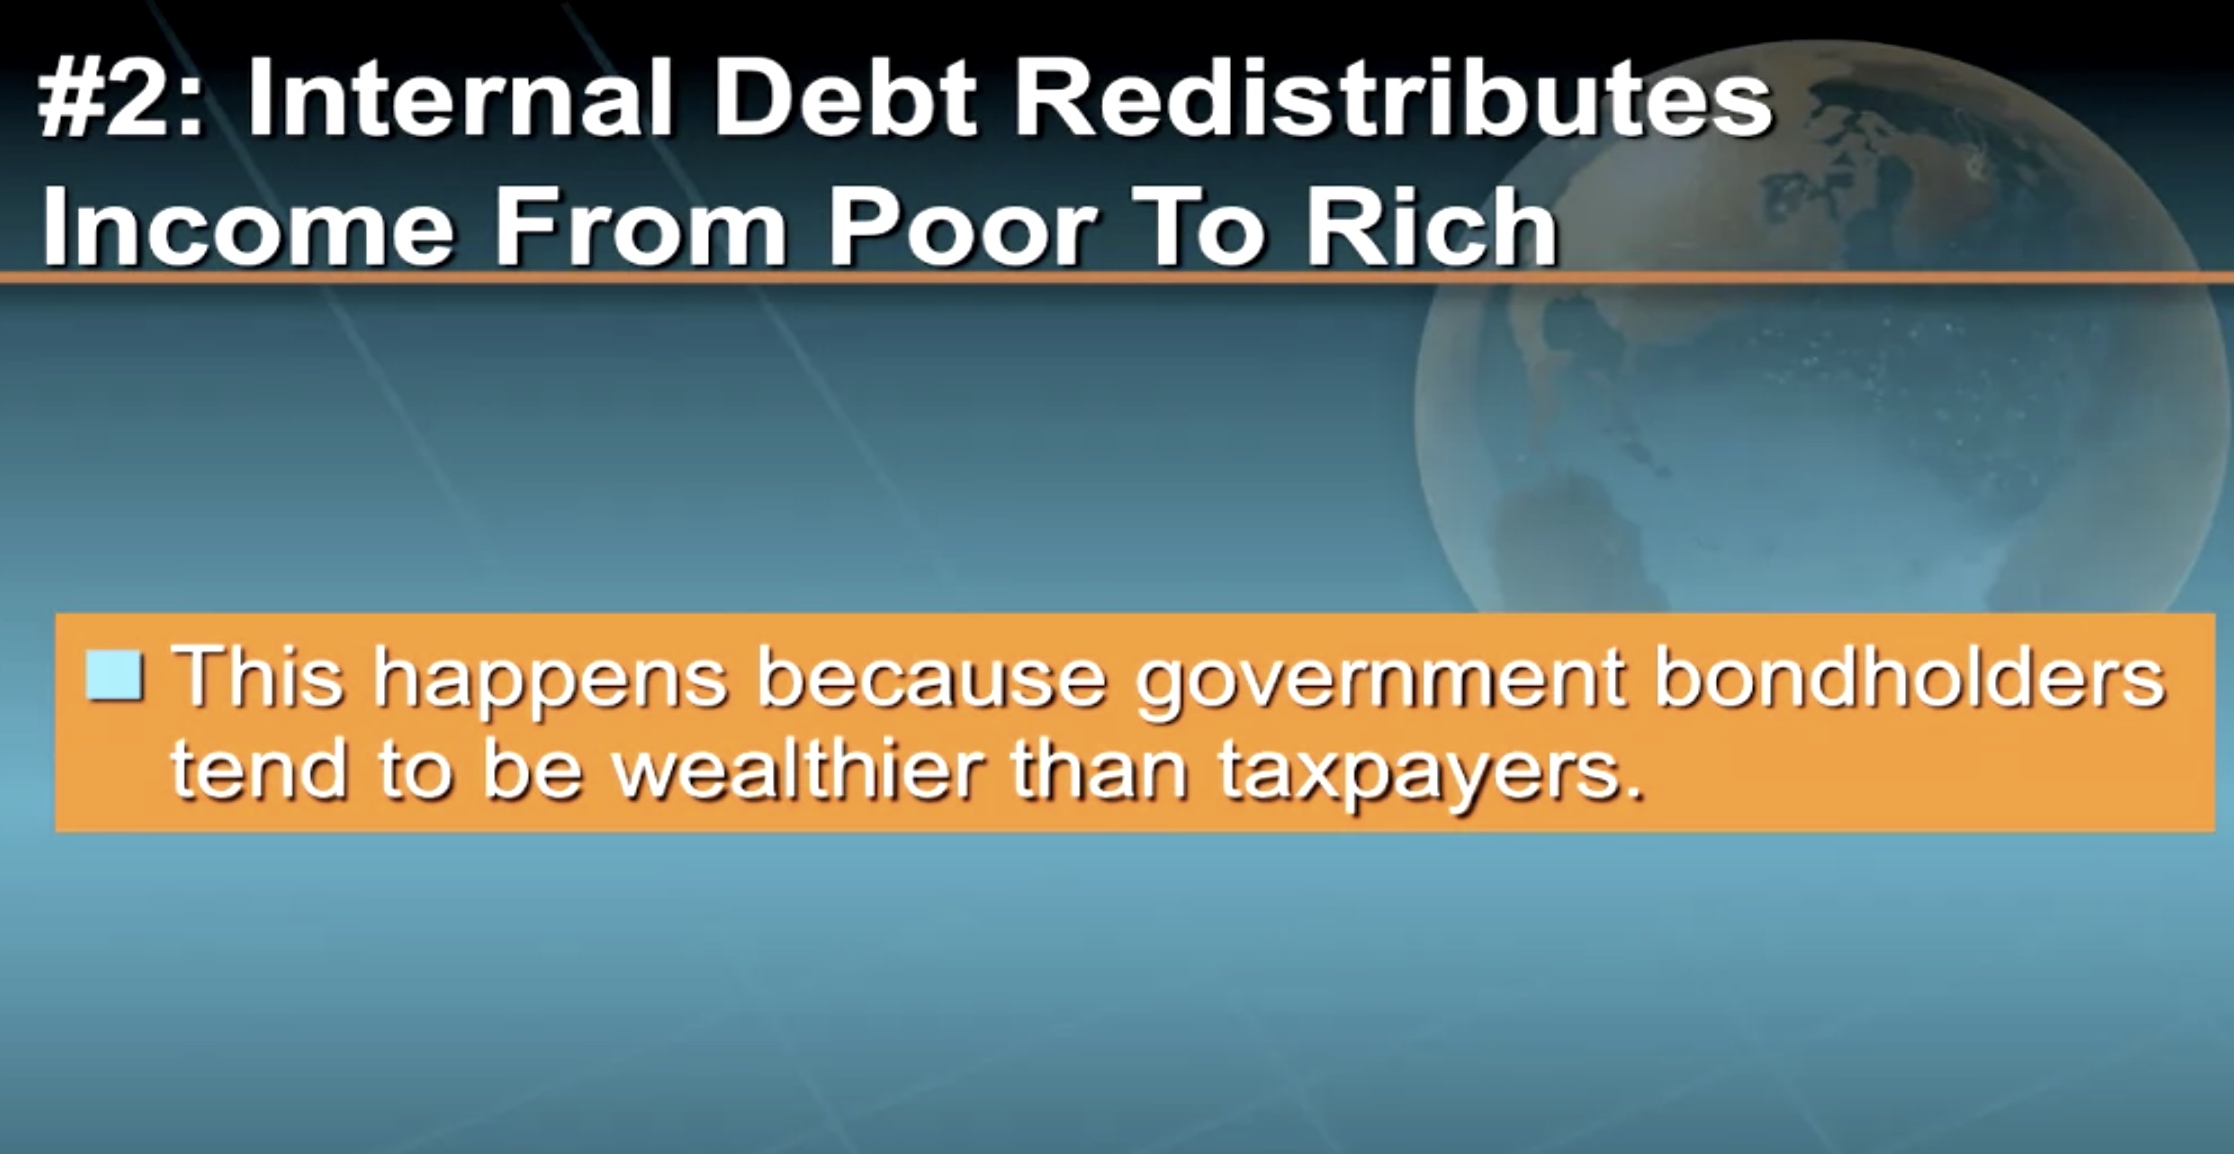 #2: Internal Debt Redistributes
Income From Poor To Rich
This happens because government bondholders
tend to be wealthier than taxpayers.